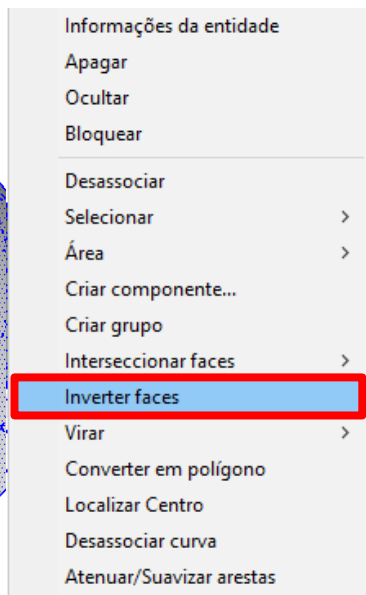 Informações da entidade
Apagar
Ocultar
Bloquear
Desassociar
Selecionar
Área
Criar componente...
Criar grupo
Interseccionar faces
Inverter faces
Virar
Converter em polígono
Localizar Centro
Desassociar curva
Atenuar/Suavizar arestas